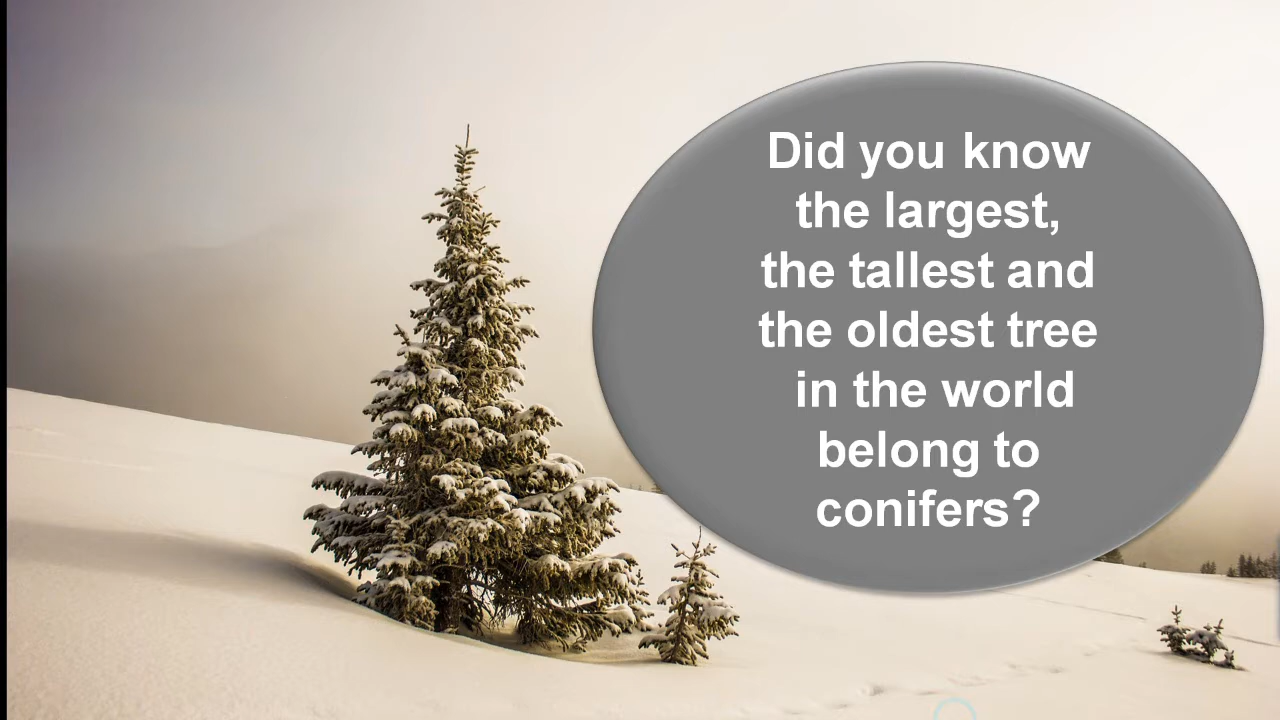 Did you know
the largest,
the tallest and
the oldest tree
in the world
belong to
conifers?